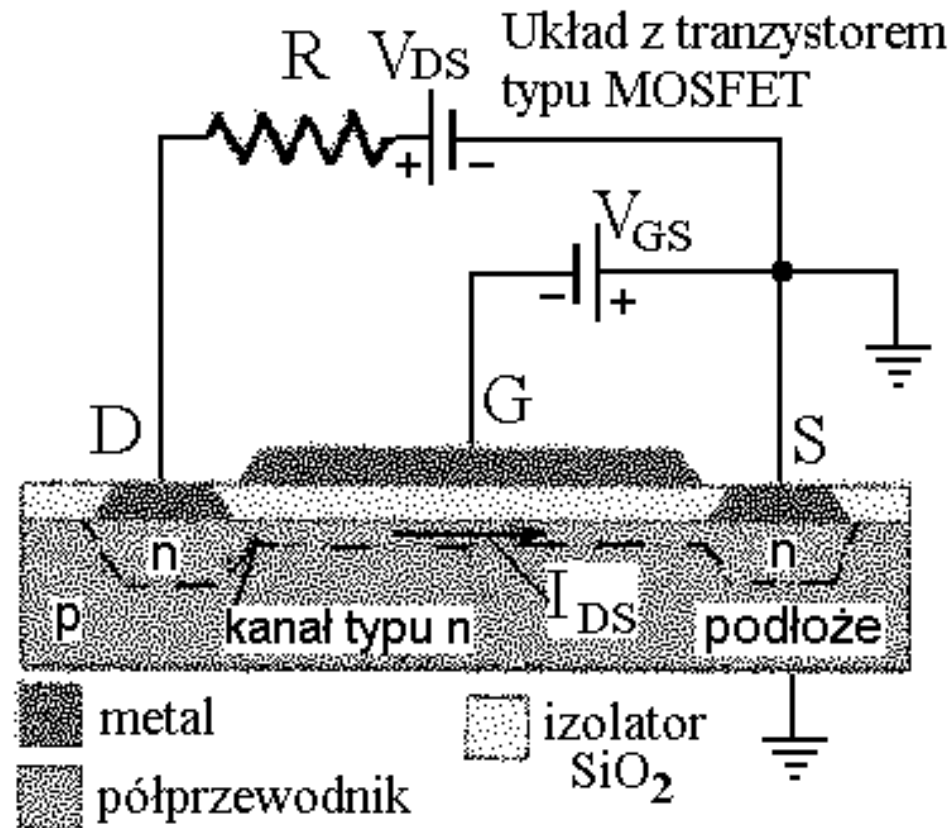 Układ z tranzystorem
typu MOSFET
R
VDS
+
−
VGS
−
+
D
G
S
n
n
p
kanał typu n
IDS
podłoże
metal
izolator
SiO2
półprzewodnik